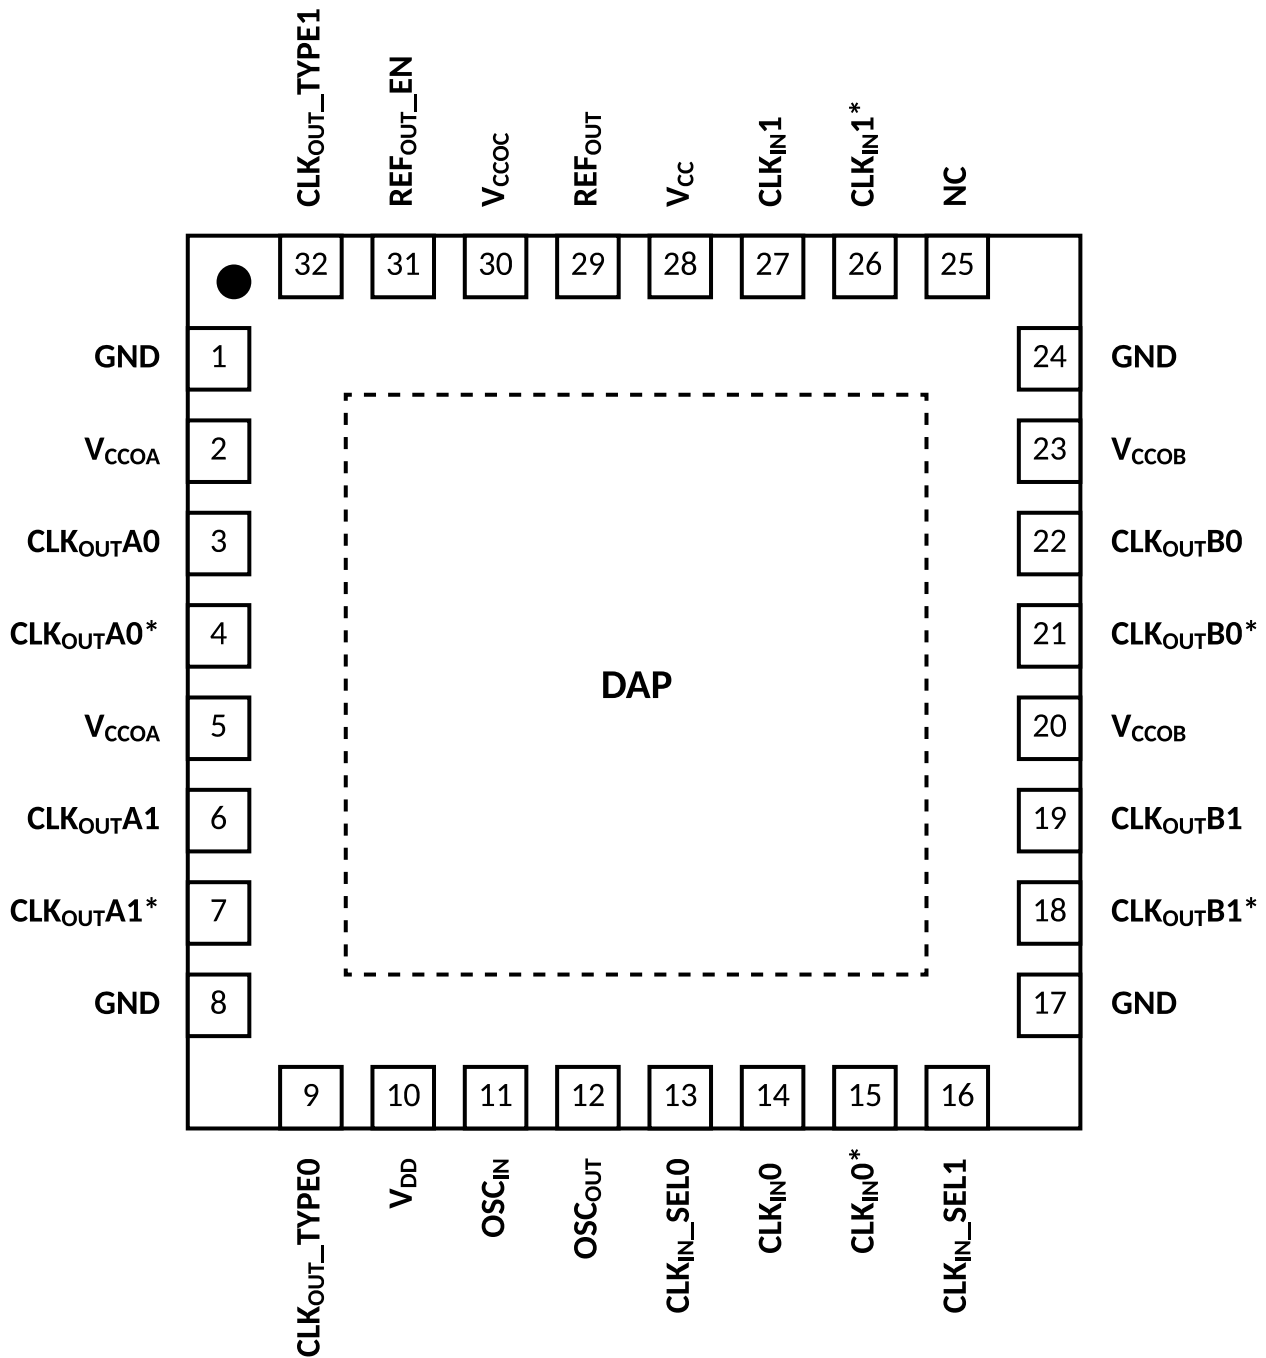 CLKOUT_TYPE1
REFOUT_EN
VCCOC
REFOUT
VCC
CLKIN1
CLKIN1*
NC
32 31 30 29 28 27 26 25
GND 1 24 GND
VCCOA 2 23 VCCOB
CLKOUTA0 3 22 CLKOUTB0
CLKOUTA0* 4 21 CLKOUTB0*
DAP
VCCOA 5 20 VCCOB
CLKOUTA1 6 19 CLKOUTB1
CLKOUTA1* 7 18 CLKOUTB1*
GND 8 17 GND
9 10 11 12 13 14 15 16
CLKOUT_TYPE0
VDD
OSCIN
OSCOUT
CLKIN_SEL0
CLKIN0
CLKIN0*
CLKIN_SEL1